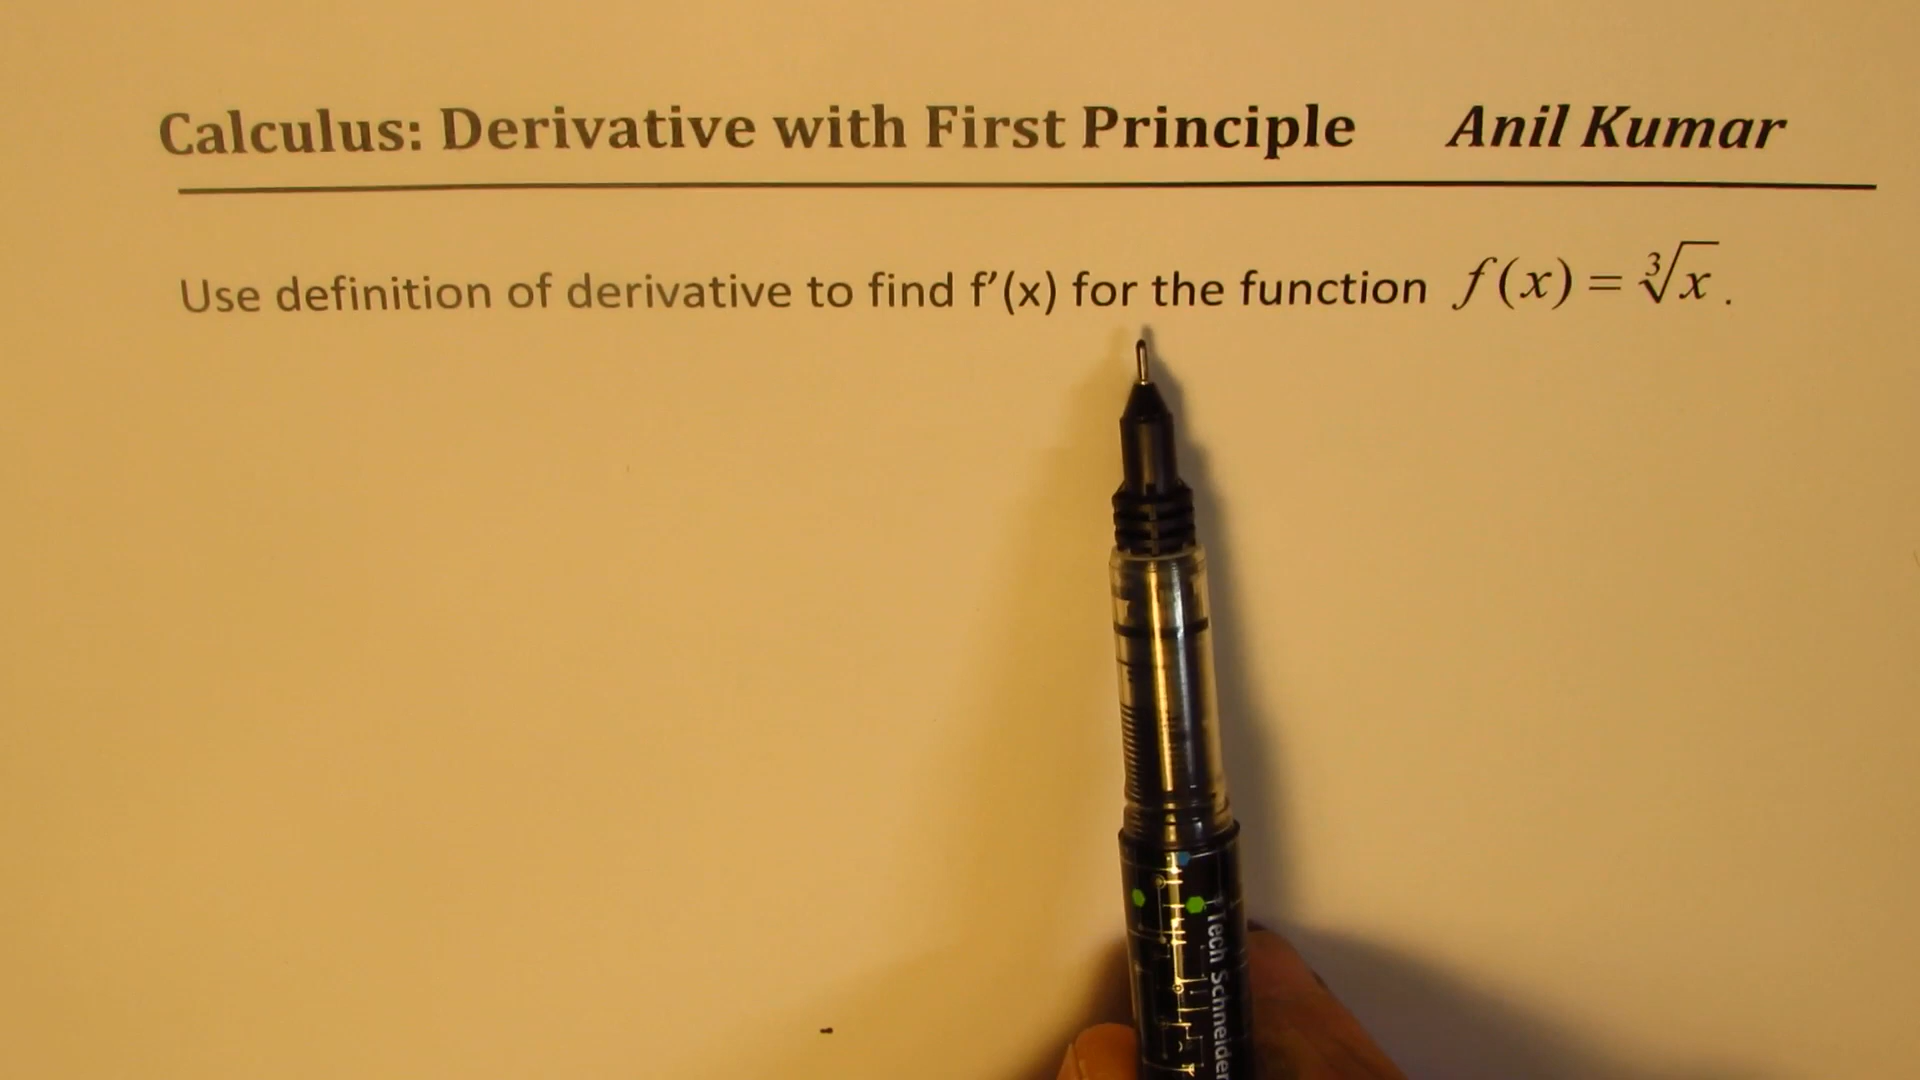 Calculus: Derivative with First Principle Anil Kumar
Use definition of derivative to find f′(x) for the function f(x) = ∛x .
Tech Schneider